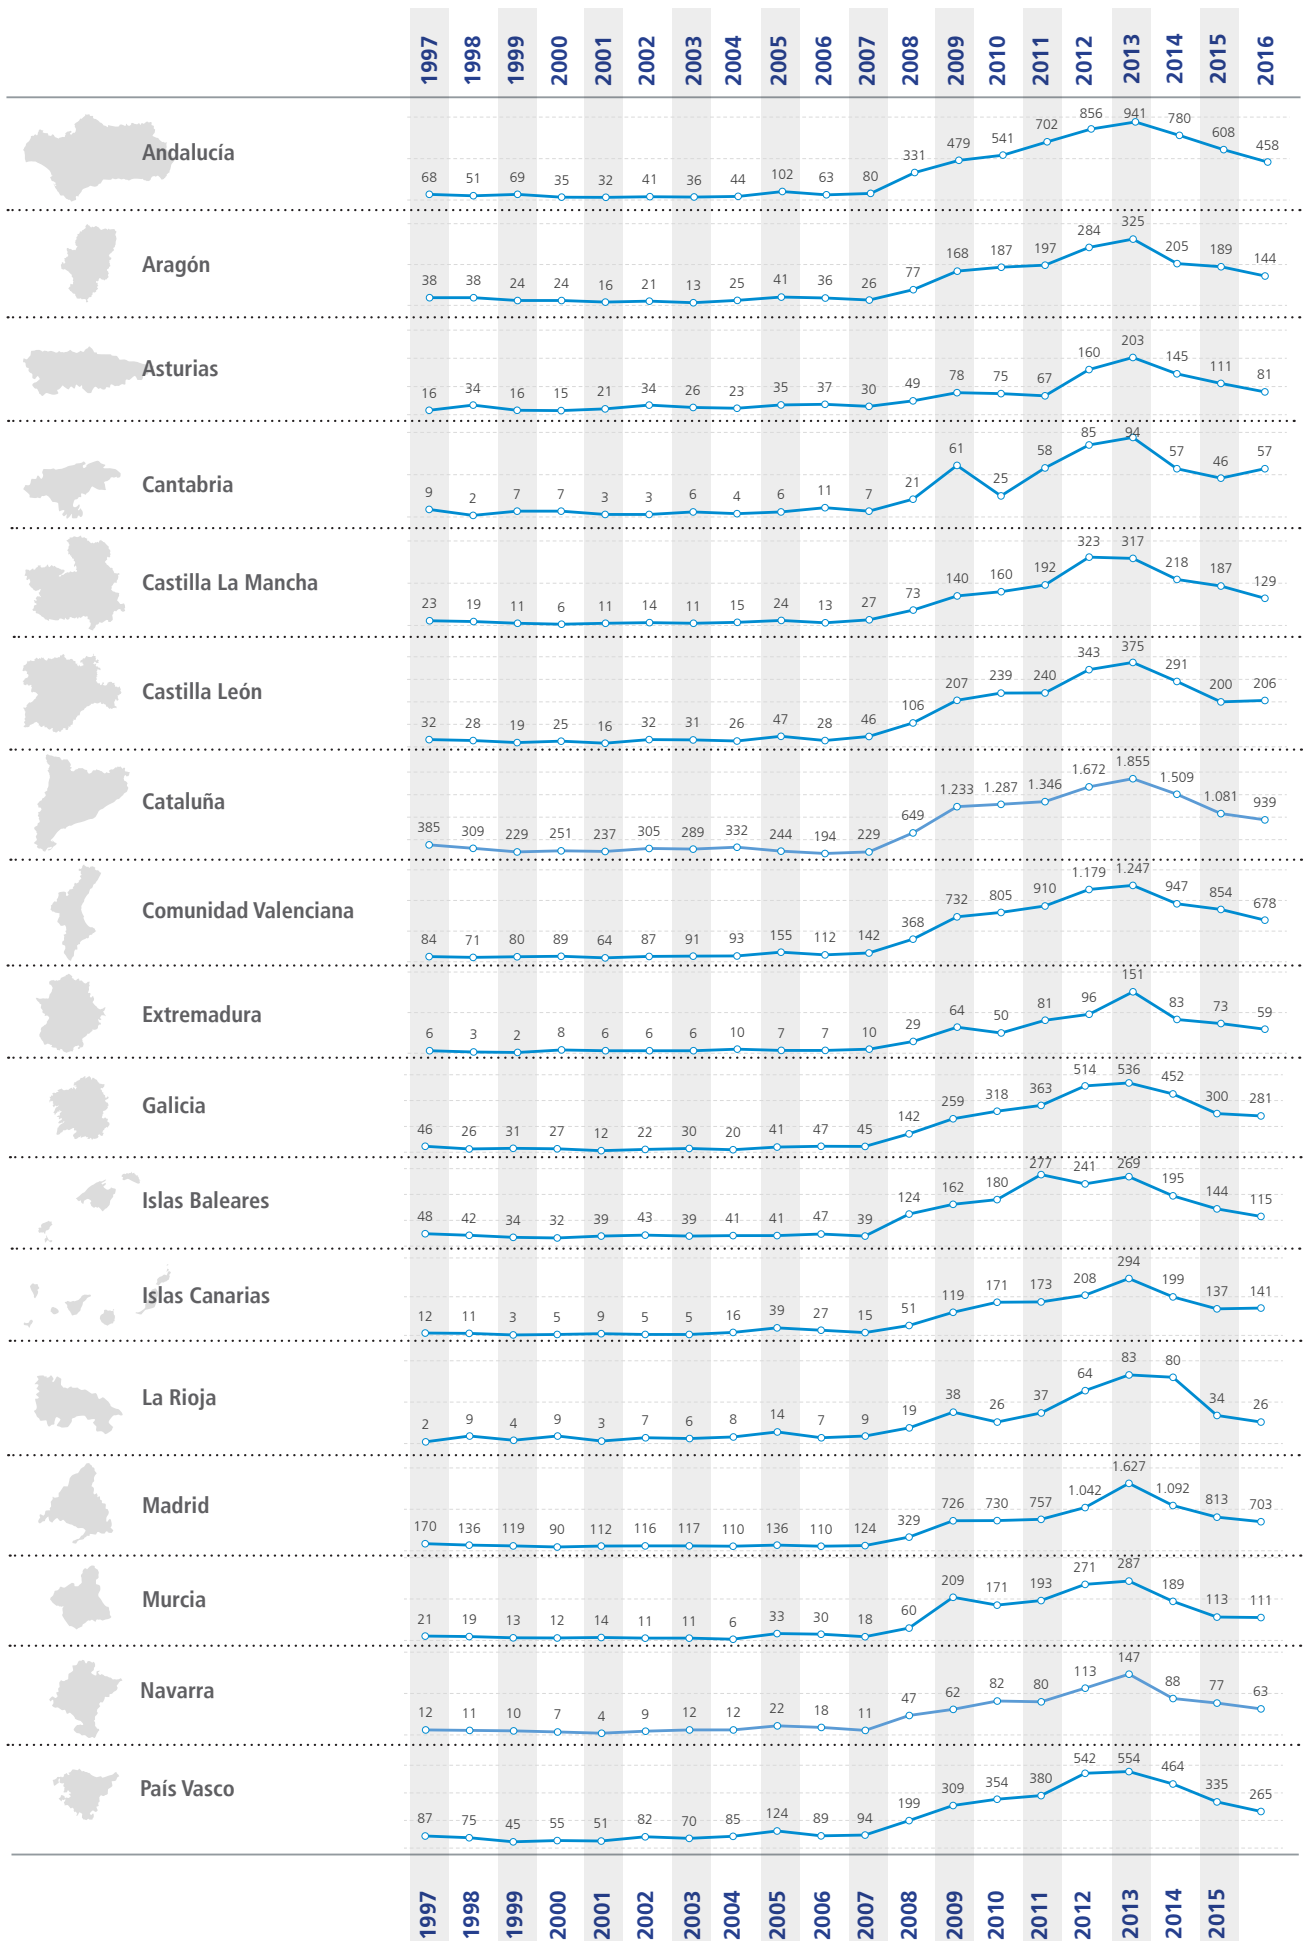 1997 1998 1999 2000 2001 2002 2003 2004 2005 2006 2007 2008 2009 2010 2011 2012 2013 2014 2015 2016
Andalucía 68 51 69 35 32 41 36 44 102 63 80 331 479 541 702 856 941 780 608 458
Aragón 38 38 24 24 16 21 13 25 41 36 26 77 168 187 197 284 325 205 189 144
Asturias 16 34 16 15 21 34 26 23 35 37 30 49 78 75 67 160 203 145 111 81
Cantabria 9 2 7 7 3 3 6 4 6 11 7 21 61 25 58 85 94 57 46 57
Castilla La Mancha 23 19 11 6 11 14 11 15 24 13 27 73 140 160 192 323 317 218 187 129
Castilla León 32 28 19 25 16 32 31 26 47 28 46 106 207 239 240 343 375 291 200 206
Cataluña 385 309 229 251 237 305 289 332 244 194 229 649 1.233 1.287 1.346 1.672 1.855 1.509 1.081 939
Comunidad Valenciana 84 71 80 89 64 87 91 93 155 112 142 368 732 805 910 1.179 1.247 947 854 678
Extremadura 6 3 2 8 6 6 6 10 7 7 10 29 64 50 81 96 151 83 73 59
Galicia 46 26 31 27 12 22 30 20 41 47 45 142 259 318 363 514 536 452 300 281
Islas Baleares 48 42 34 32 39 43 39 41 41 47 39 124 162 180 277 241 269 195 144 115
Islas Canarias 12 11 3 5 9 5 5 16 39 27 15 51 119 171 173 208 294 199 137 141
La Rioja 2 9 4 9 3 7 6 8 14 7 9 19 38 26 37 64 83 80 34 26
Madrid 170 136 119 90 112 116 117 110 136 110 124 329 726 730 757 1.042 1.627 1.092 813 703
Murcia 21 19 13 12 14 11 11 6 33 30 18 60 209 171 193 271 287 189 113 111
Navarra 12 11 10 7 4 9 12 12 22 18 11 47 62 82 80 113 147 88 77 63
País Vasco 87 75 45 55 51 82 70 85 124 89 94 199 309 354 380 542 554 464 335 265
1997 1998 1999 2000 2001 2002 2003 2004 2005 2006 2007 2008 2009 2010 2011 2012 2013 2014 2015 2016